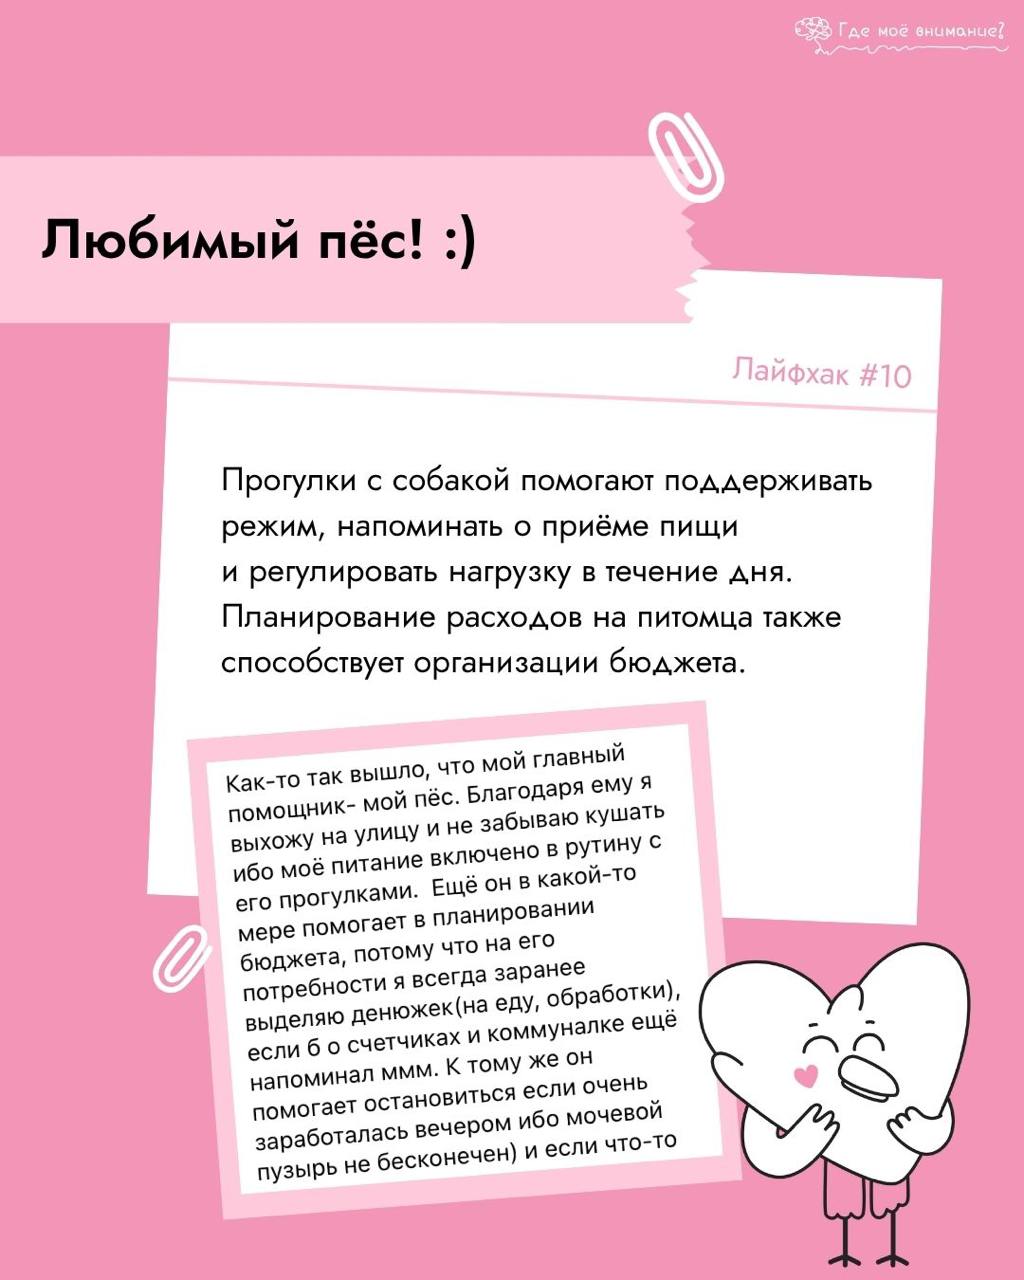 Где моё внимание?
Любимый пёс! :)
Лайфхак #10
Прогулки с собакой помогают поддерживать
режим, напоминать о приёме пищи
и регулировать нагрузку в течение дня.
Планирование расходов на питомца также
способствует организации бюджета.
Как-то так вышло, что мой главный
помощник- мой пёс. Благодаря ему я
выхожу на улицу и не забываю кушать
ибо моё питание включено в рутину с
его прогулками. Ещё он в какой-то
мере помогает в планировании
бюджета, потому что на его
потребности я всегда заранее
выделяю денюжек(на еду, обработки),
если б о счетчиках и коммуналке ещё
напоминал ммм. К тому же он
помогает остановиться если очень
заработалась вечером ибо мочевой
пузырь не бесконечен) и если что-то